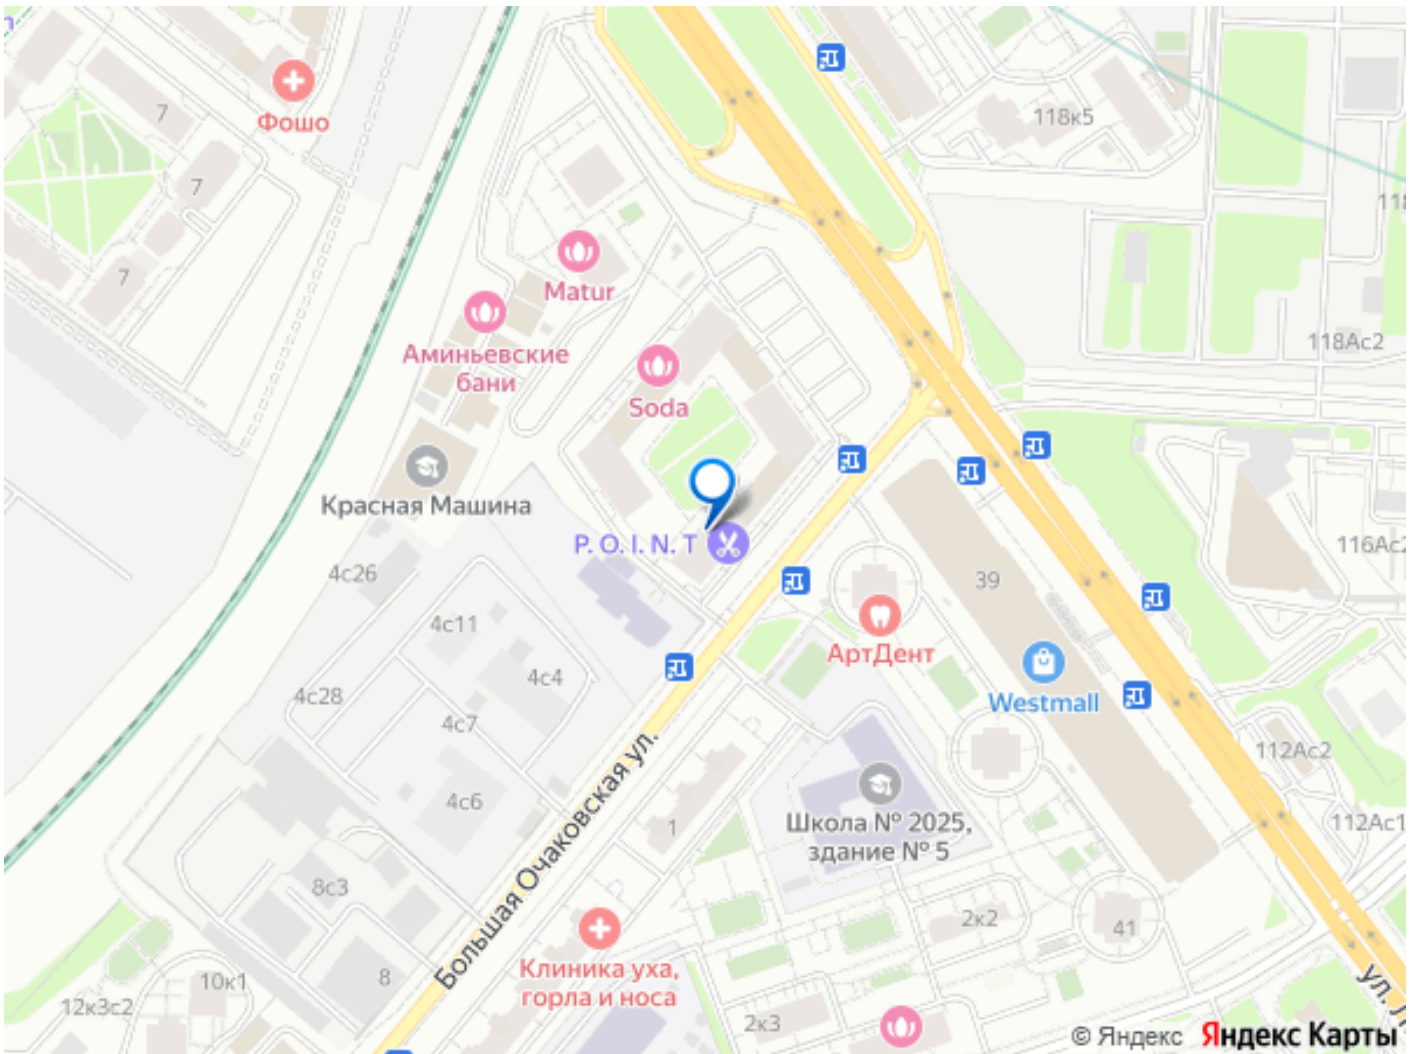 Фошо
7
7
7
118к5
118Ас2
Matur
Аминьевские
бани
Soda
Красная Машина
P. O. I. N. T
4с26
4с11
4с4
4с28
4с7
4с6
39
116Ас2
АртДент
Westmall
112Ас2
112Ас1
Большая Очаковская ул.
1
Школа № 2025,
здание № 5
8с3
8
10к1
12к3с2
Клиника уха,
горла и носа
2к2
41
2к3
ул.
© Яндекс Яндекс Карты